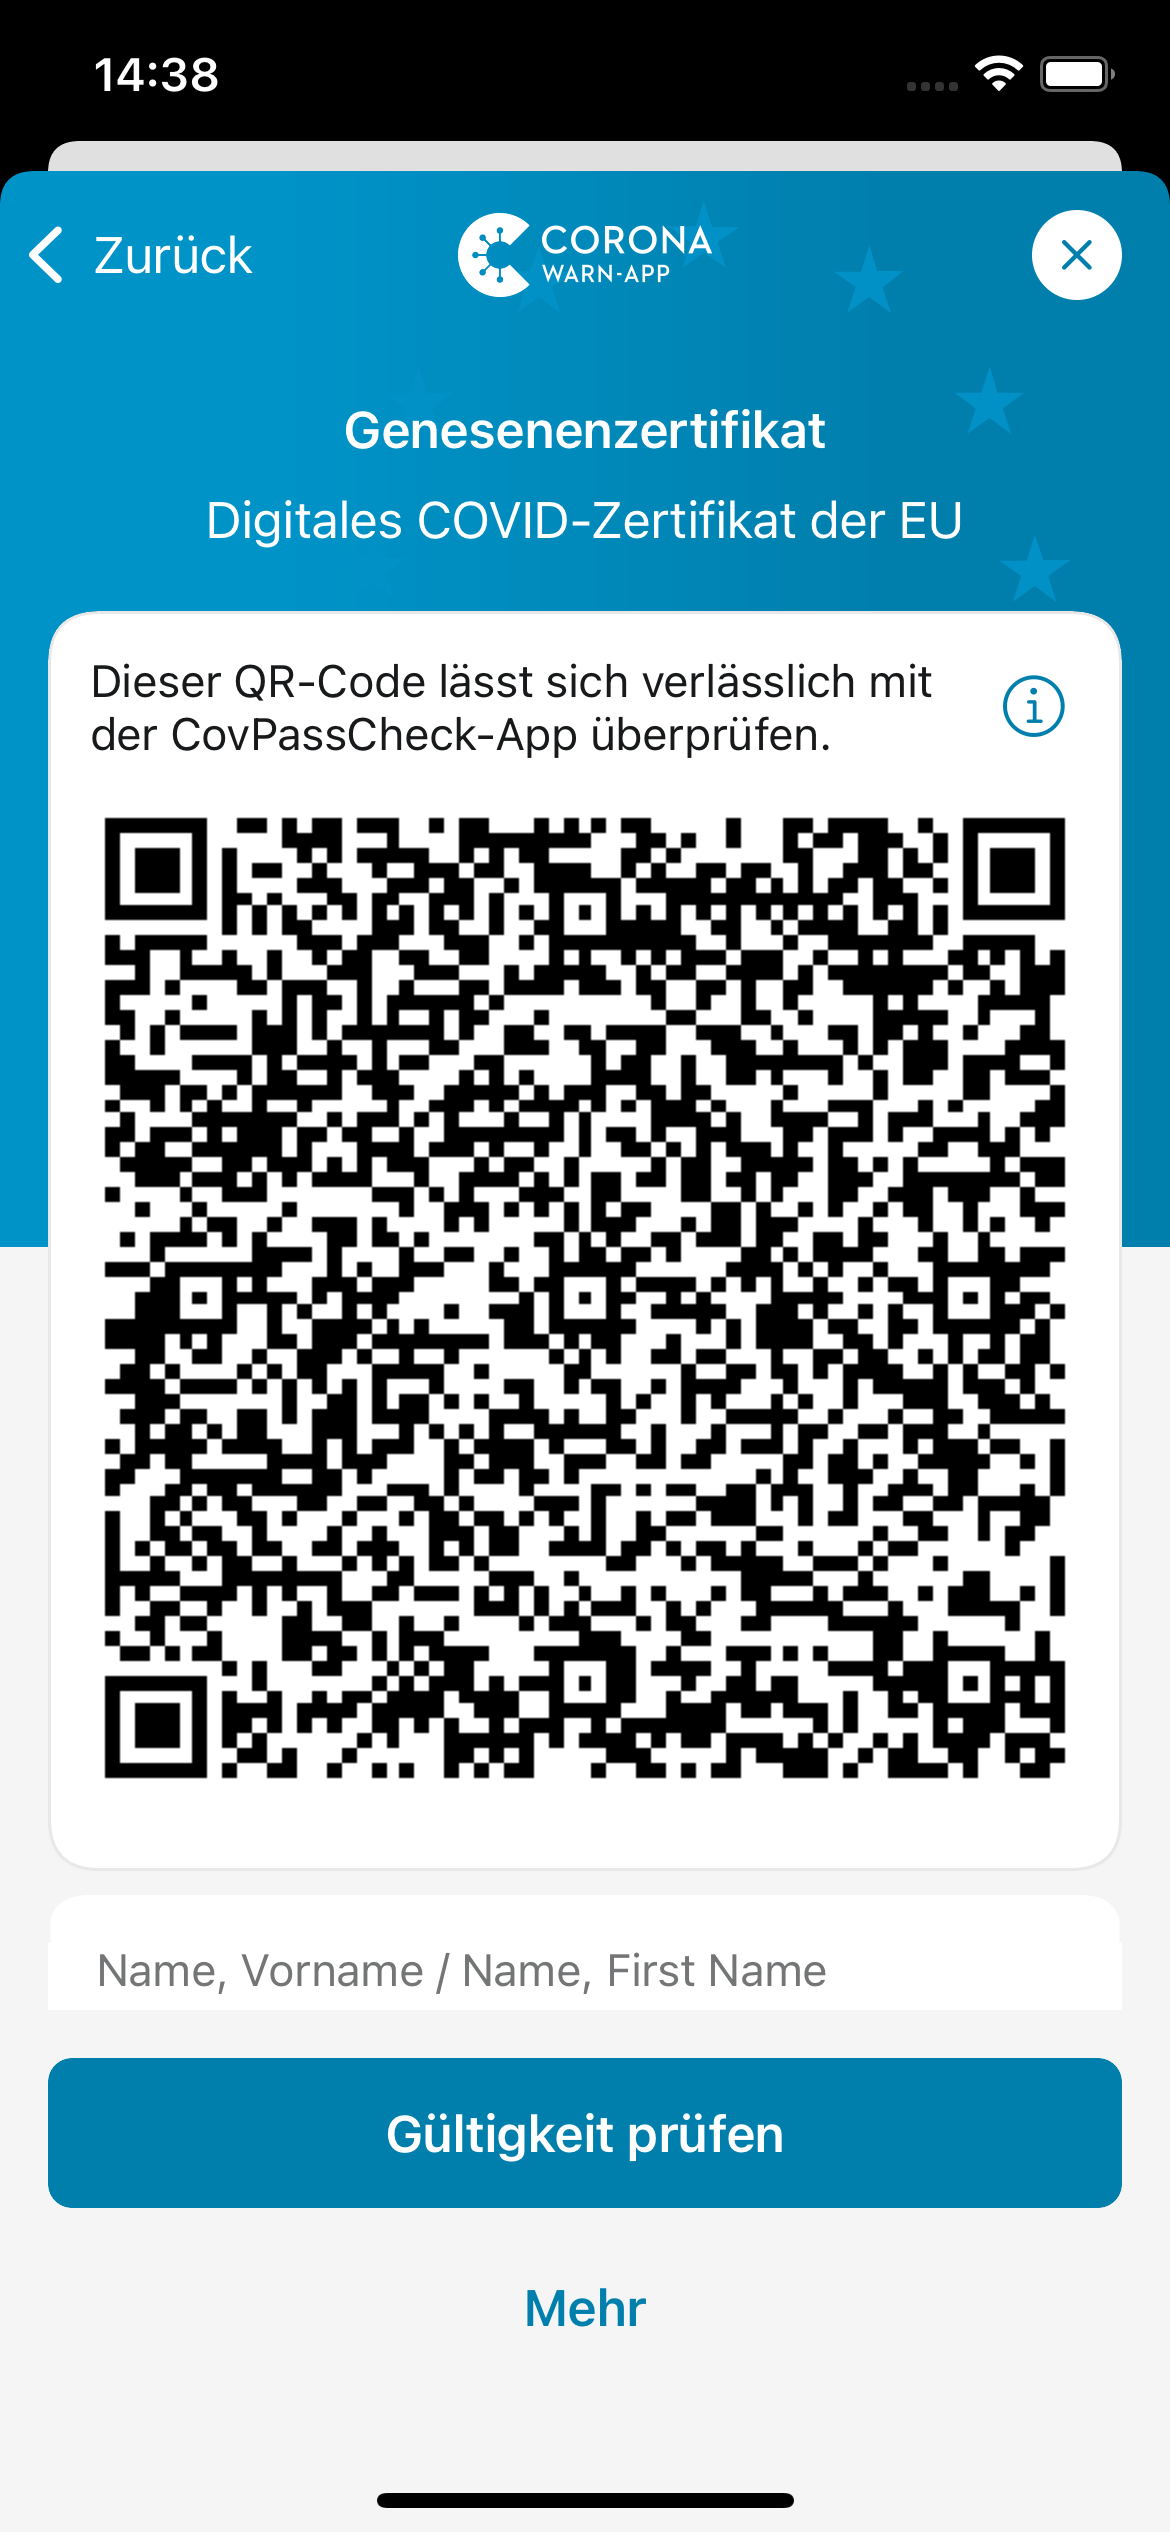 14:38
Zurück
CORONA
WARN-APP
Genesenenzertifikat
Digitales COVID-Zertifikat der EU
Dieser QR-Code lässt sich verlässlich mit
der CovPassCheck-App überprüfen.
Name, Vorname / Name, First Name
Gültigkeit prüfen
Mehr